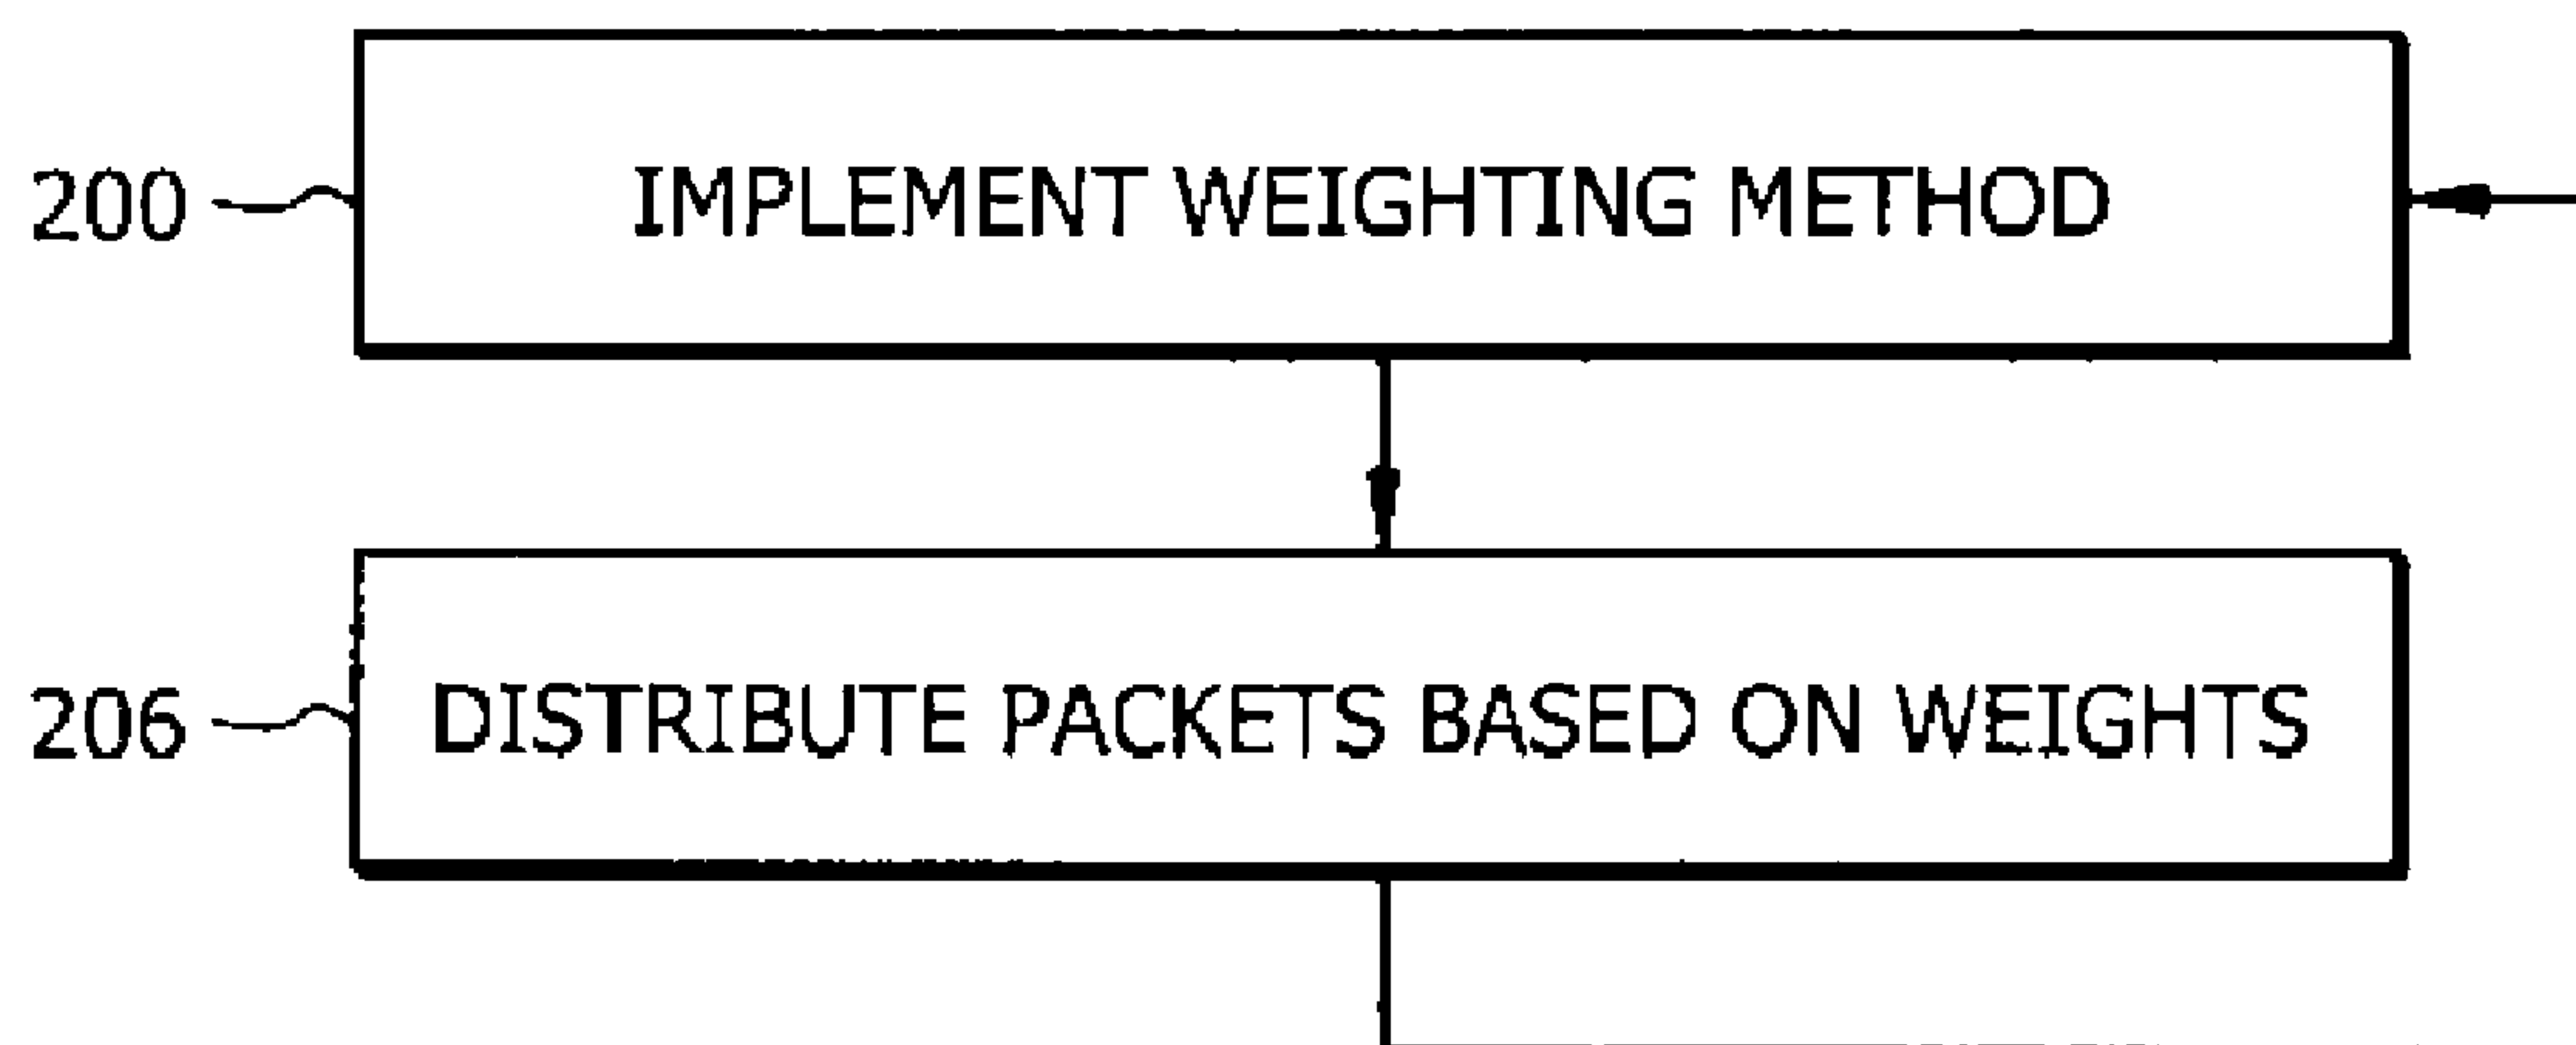 200
IMPLEMENT WEIGHTING METHOD
206
DISTRIBUTE PACKETS BASED ON WEIGHTS